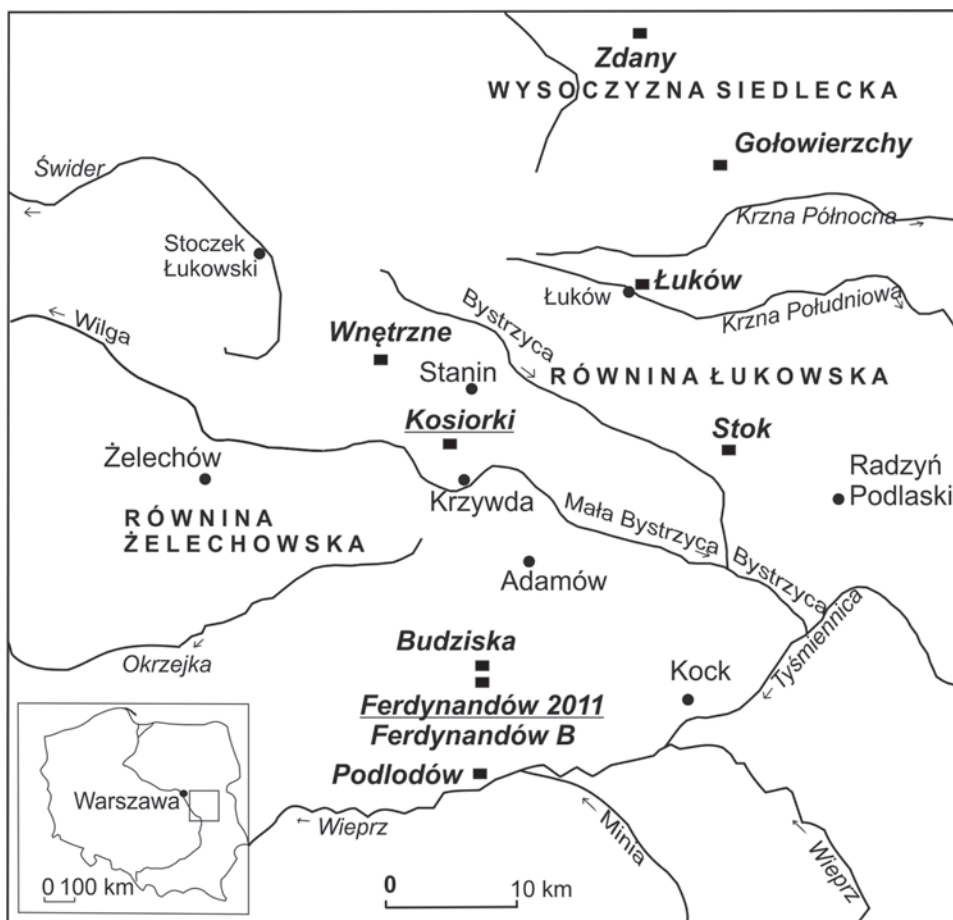 Zdany
WYSOCZYZNA SIEDLECKA
Gołowierzchy
Świder
Krzna Północna
Stoczek
Łukowski
Łuków
Łuków
Krzna Południowa
Bystrzyca
Wilga
Wnętrzne
Stanin
RÓWNINA ŁUKOWSKA
Kosiorki
Stok
Żelechów
Radzyń
Podlaski
Krzywda
RÓWNINA
ŻELECHOWSKA
Mała Bystrzyca
Bystrzyca
Adamów
Tyśmiennica
Okrzejka
Budziska
Kock
Ferdynandów 2011
Ferdynandów B
Podlodów
Warszawa
Wieprz
Minia
Wieprz
0 100 km
0 10 km